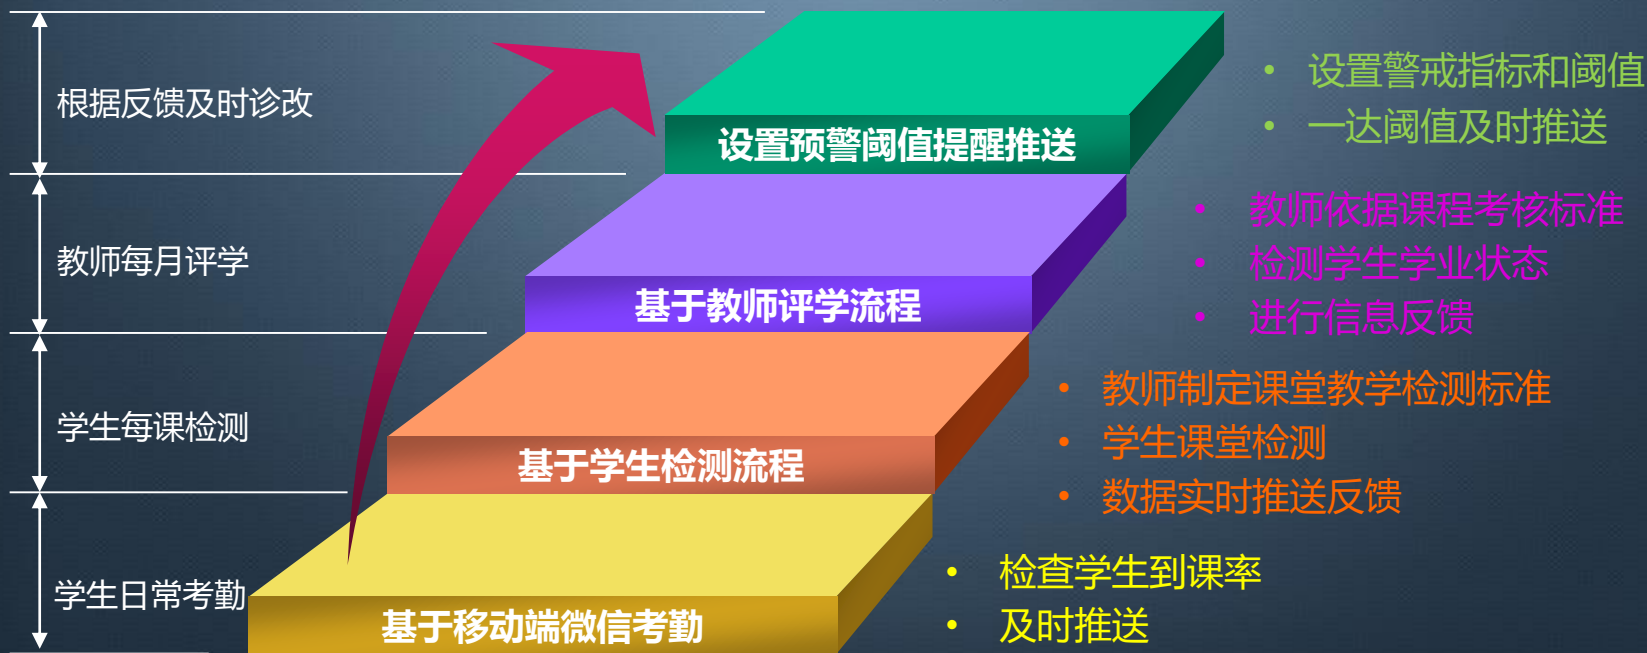 根据反馈及时诊改
设置预警阈值提醒推送
• 设置警戒指标和阈值
• 一达阈值及时推送
教师每月评学
基于教师评学流程
• 教师依据课程考核标准
• 检测学生学业状态
• 进行信息反馈
学生每课检测
基于学生检测流程
• 教师制定课堂教学检测标准
• 学生课堂检测
• 数据实时推送反馈
学生日常考勤
基于移动端微信考勤
• 检查学生到课率
• 及时推送